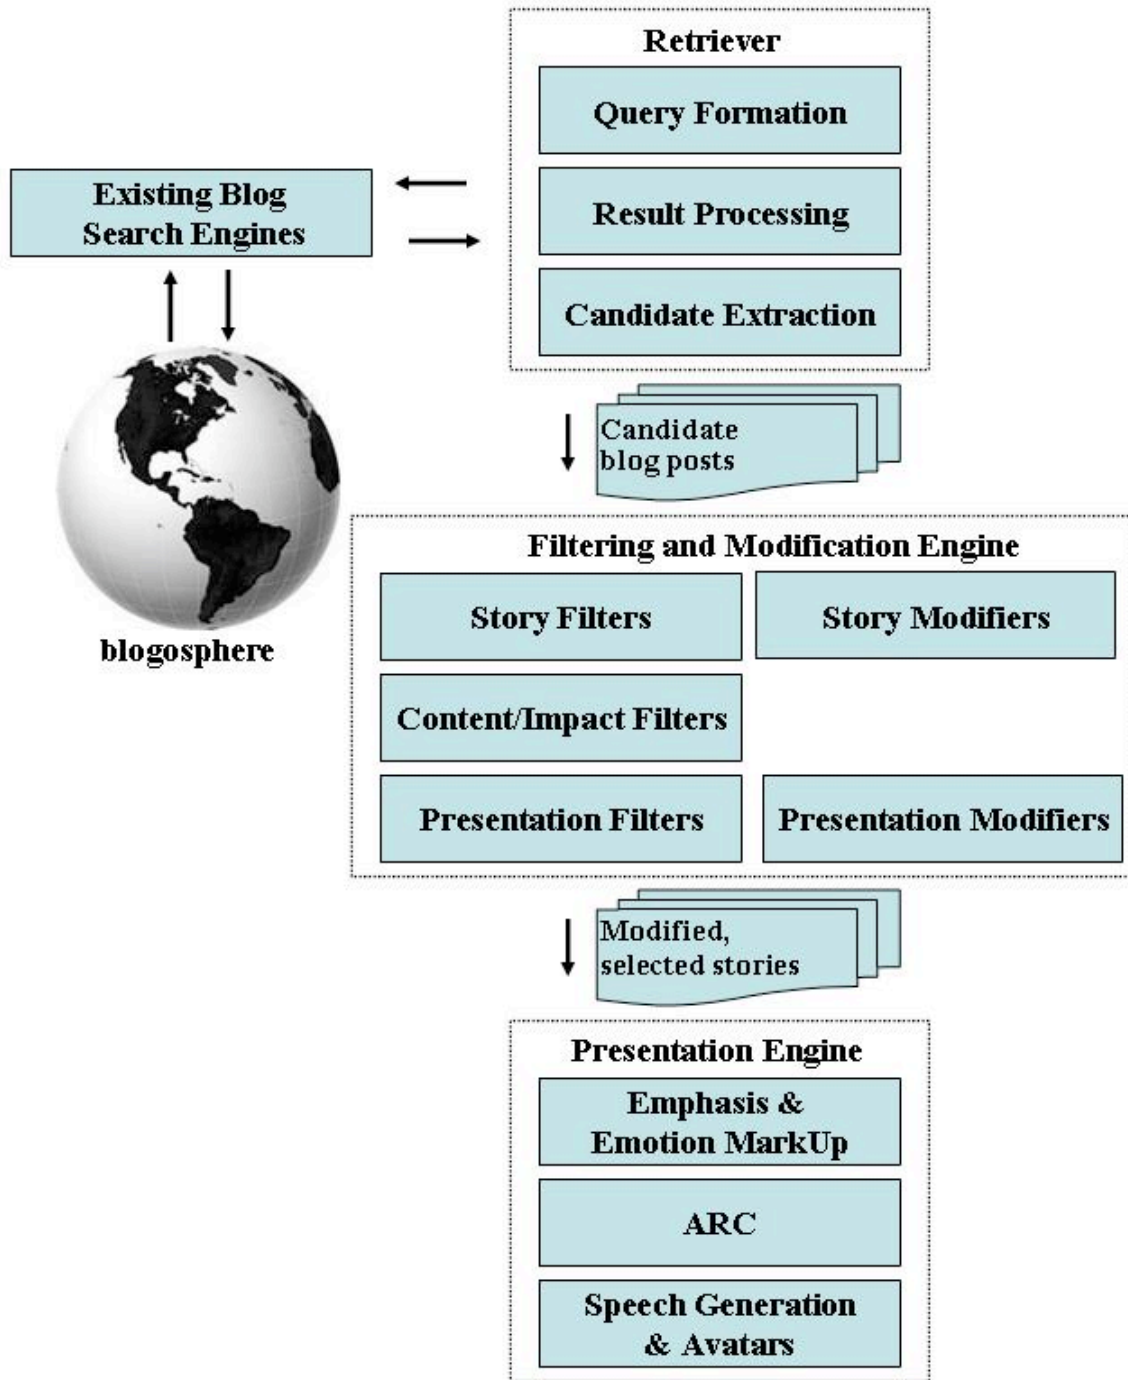 Retriever
Query Formation
Result Processing
Candidate Extraction
Existing Blog
Search Engines
blogosphere
Candidate
blog posts
Filtering and Modification Engine
Story Filters
Story Modifiers
Content/Impact Filters
Presentation Filters
Presentation Modifiers
Modified,
selected stories
Presentation Engine
Emphasis &
Emotion MarkUp
ARC
Speech Generation
& Avatars